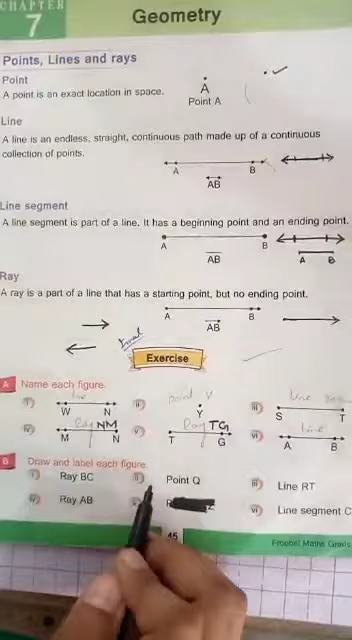 CHAPTER
7
Geometry
Points, Lines and rays
Point
A point is an exact location in space.
A
Point A
Line
A line is an endless, straight, continuous path made up of a continuous
collection of points.
A B
AB
Line segment
A line segment is part of a line. It has a beginning point and an ending point.
A B
AB
A B
Ray
A ray is a part of a line that has a starting point, but no ending point.
A B
AB
Exercise
A Name each figure.
i) line W N ii) point Y Y iii) S T
iv) Ray NM M N v) Ray TG T G vi) line A B
B Draw and label each figure.
i) Ray BC ii) Point Q iii) Line RT
iv) Ray AB vi) Line segment C
45
Froebel Maths